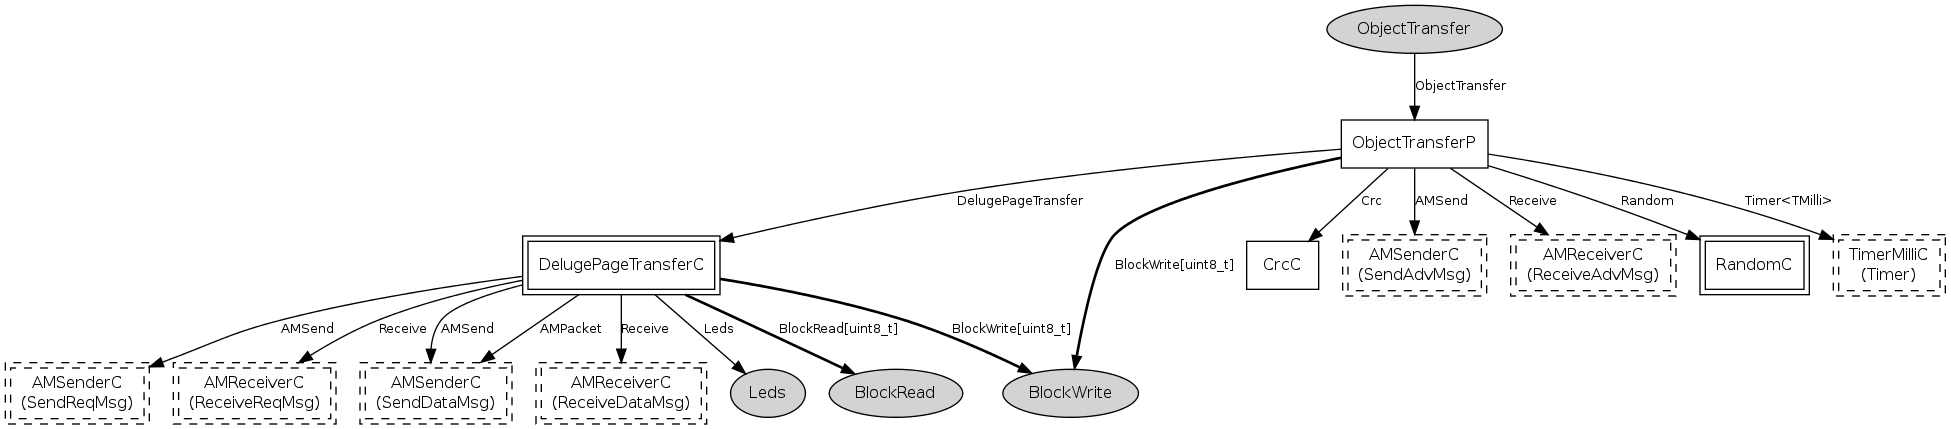 ObjectTransfer
ObjectTransfer
ObjectTransferP
DelugePageTransfer
Crc
AMSend
Receive
Random
Timer<TMilli>
DelugePageTransferC
BlockWrite[uint8_t]
CrcC
AMSenderC
(SendAdvMsg)
AMReceiverC
(ReceiveAdvMsg)
RandomC
TimerMilliC
(Timer)
AMSend
Receive
AMSend
AMPacket
Receive
Leds
BlockRead[uint8_t]
BlockWrite[uint8_t]
AMSenderC
(SendReqMsg)
AMReceiverC
(ReceiveReqMsg)
AMSenderC
(SendDataMsg)
AMReceiverC
(ReceiveDataMsg)
Leds
BlockRead
BlockWrite